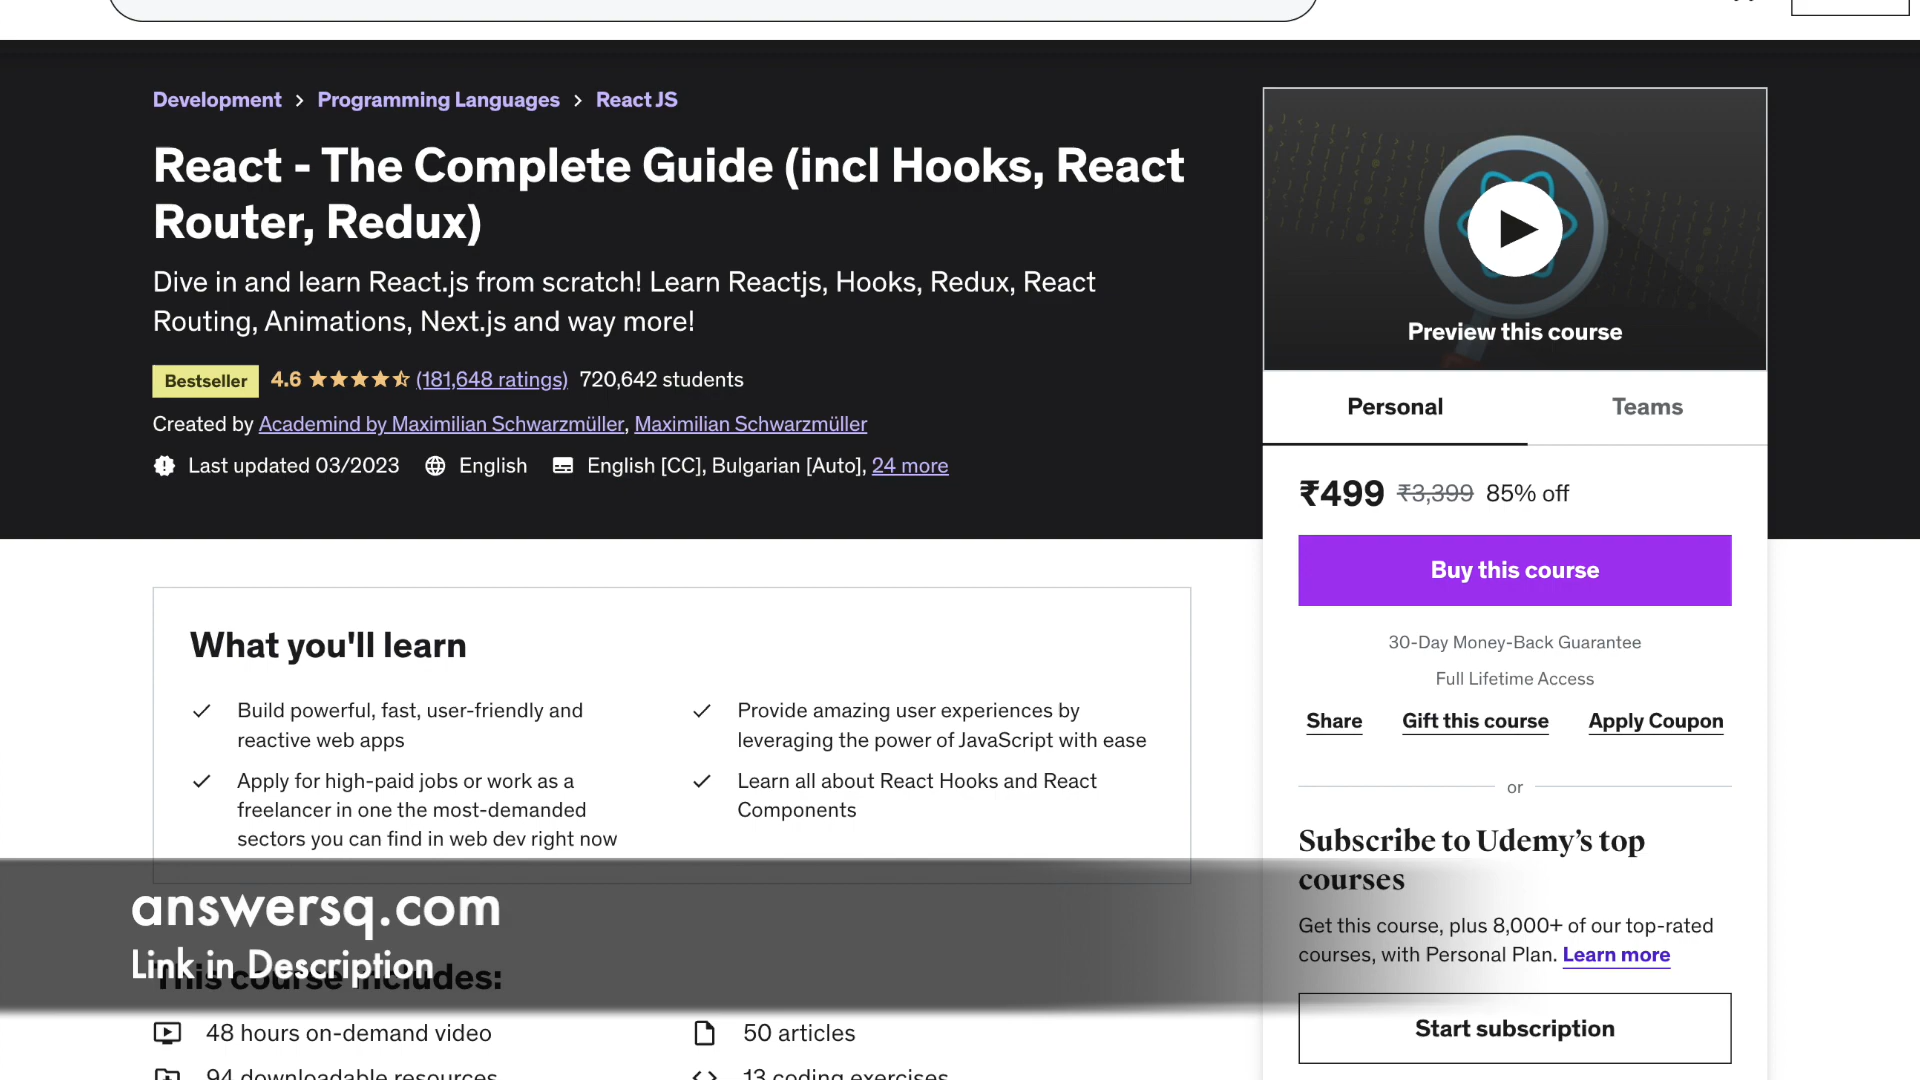 Development > Programming Languages > React JS
React - The Complete Guide (incl Hooks, React
Router, Redux)
Dive in and learn React.js from scratch! Learn Reactjs, Hooks, Redux, React
Routing, Animations, Next.js and way more!
Bestseller 4.6 (181,648 ratings) 720,642 students
Created by Academind by Maximilian Schwarzmüller, Maximilian Schwarzmüller
Last updated 03/2023 English English [CC], Bulgarian [Auto], 24 more
Preview this course
Personal Teams
₹499 ₹3,399 85% off
Buy this course
30-Day Money-Back Guarantee
Full Lifetime Access
Share Gift this course Apply Coupon
or
Subscribe to Udemy's top
courses
Get this course, plus 8,000+ of our top-rated
courses, with Personal Plan. Learn more
Start subscription
What you'll learn
Build powerful, fast, user-friendly and
reactive web apps
Apply for high-paid jobs or work as a
freelancer in one the most-demanded
sectors you can find in web dev right now
Provide amazing user experiences by
leveraging the power of JavaScript with ease
Learn all about React Hooks and React
Components
answersq.com
Link in Description
This course includes:
48 hours on-demand video
50 articles
94 downloadable resources
13 coding exercises